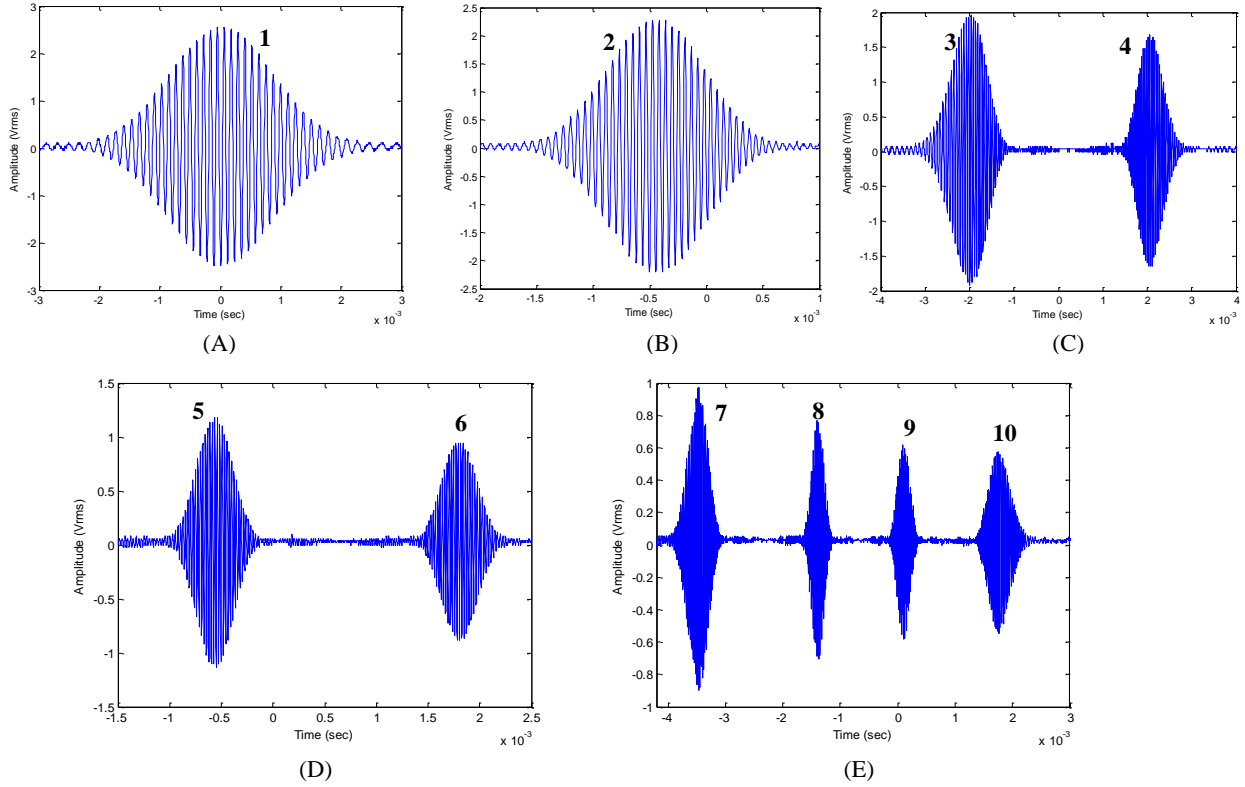 1
3
2
1
0
-1
-2
-3
Amplitude (Vrms)
-3 -2 -1 0 1 2 3
Time (sec)
x 10⁻³
(A)
2
2.5
2
1.5
1
0.5
0
-0.5
-1
-1.5
-2
-2.5
Amplitude (Vrms)
-2 -1.5 -1 -0.5 0 0.5 1
Time (sec)
x 10⁻³
(B)
3 4
2
1.5
1
0.5
0
-0.5
-1
-1.5
-2
Amplitude (Vrms)
-4 -3 -2 -1 0 1 2 3 4
Time (sec)
x 10⁻³
(C)
5 6
1.5
1
0.5
0
-0.5
-1
-1.5
Amplitude (Vrms)
-1.5 -1 -0.5 0 0.5 1 1.5 2 2.5
Time (sec)
x 10⁻³
(D)
7 8 9 10
1
0.8
0.6
0.4
0.2
0
-0.2
-0.4
-0.6
-0.8
-1
Amplitude (Vrms)
-4 -3 -2 -1 0 1 2 3
Time (sec)
x 10⁻³
(E)